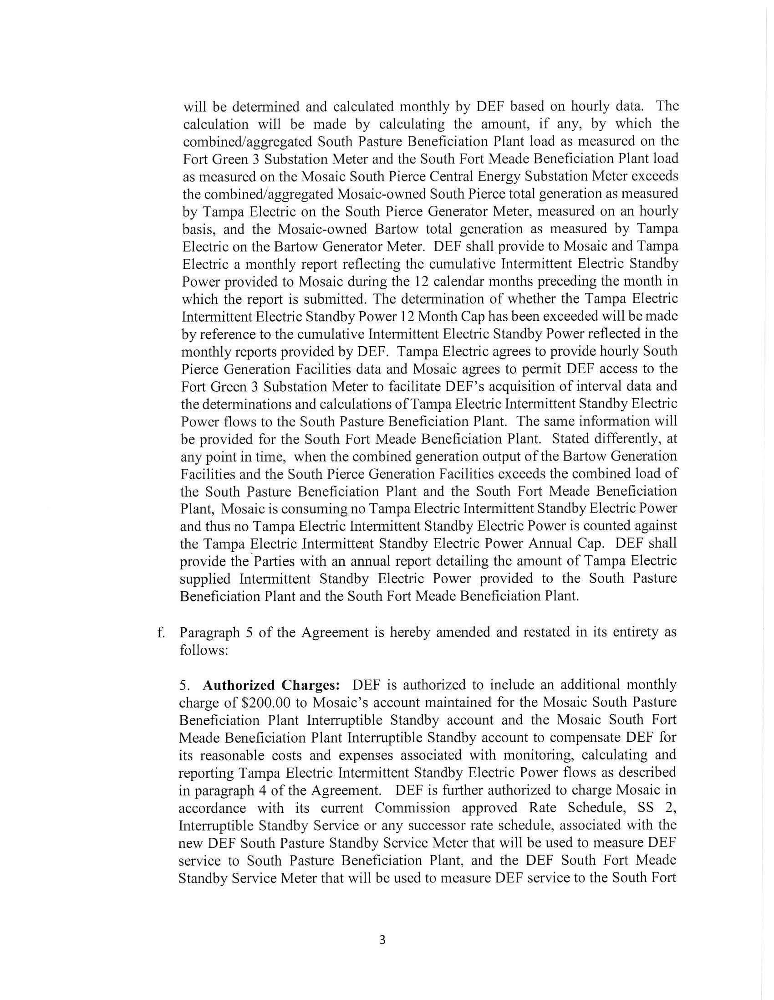 will be determined and calculated monthly by DEF based on hourly data. The
calculation will be made by calculating the amount, if any, by which the
combined/aggregated South Pasture Beneficiation Plant load as measured on the
Fort Green 3 Substation Meter and the South Fort Meade Beneficiation Plant load
as measured on the Mosaic South Pierce Central Energy Substation Meter exceeds
the combined/aggregated Mosaic-owned South Pierce total generation as measured
by Tampa Electric on the South Pierce Generator Meter, measured on an hourly
basis, and the Mosaic-owned Bartow total generation as measured by Tampa
Electric on the Bartow Generator Meter. DEF shall provide to Mosaic and Tampa
Electric a monthly report reflecting the cumulative Intermittent Electric Standby
Power provided to Mosaic during the 12 calendar months preceding the month in
which the report is submitted. The determination of whether the Tampa Electric
Intermittent Electric Standby Power 12 Month Cap has been exceeded will be made
by reference to the cumulative Intermittent Electric Standby Power reflected in the
monthly reports provided by DEF. Tampa Electric agrees to provide hourly South
Pierce Generation Facilities data and Mosaic agrees to permit DEF access to the
Fort Green 3 Substation Meter to facilitate DEF's acquisition of interval data and
the determinations and calculations of Tampa Electric Intermittent Standby Electric
Power flows to the South Pasture Beneficiation Plant. The same information will
be provided for the South Fort Meade Beneficiation Plant. Stated differently, at
any point in time, when the combined generation output of the Bartow Generation
Facilities and the South Pierce Generation Facilities exceeds the combined load of
the South Pasture Beneficiation Plant and the South Fort Meade Beneficiation
Plant, Mosaic is consuming no Tampa Electric Intermittent Standby Electric Power
and thus no Tampa Electric Intermittent Standby Electric Power is counted against
the Tampa Electric Intermittent Standby Electric Power Annual Cap. DEF shall
provide the Parties with an annual report detailing the amount of Tampa Electric
supplied Intermittent Standby Electric Power provided to the South Pasture
Beneficiation Plant and the South Fort Meade Beneficiation Plant.
f. Paragraph 5 of the Agreement is hereby amended and restated in its entirety as
follows:
5. Authorized Charges: DEF is authorized to include an additional monthly
charge of $200.00 to Mosaic's account maintained for the Mosaic South Pasture
Beneficiation Plant Interruptible Standby account and the Mosaic South Fort
Meade Beneficiation Plant Interruptible Standby account to compensate DEF for
its reasonable costs and expenses associated with monitoring, calculating and
reporting Tampa Electric Intermittent Standby Electric Power flows as described
in paragraph 4 of the Agreement. DEF is further authorized to charge Mosaic in
accordance with its current Commission approved Rate Schedule, SS 2,
Interruptible Standby Service or any successor rate schedule, associated with the
new DEF South Pasture Standby Service Meter that will be used to measure DEF
service to South Pasture Beneficiation Plant, and the DEF South Fort Meade
Standby Service Meter that will be used to measure DEF service to the South Fort
3